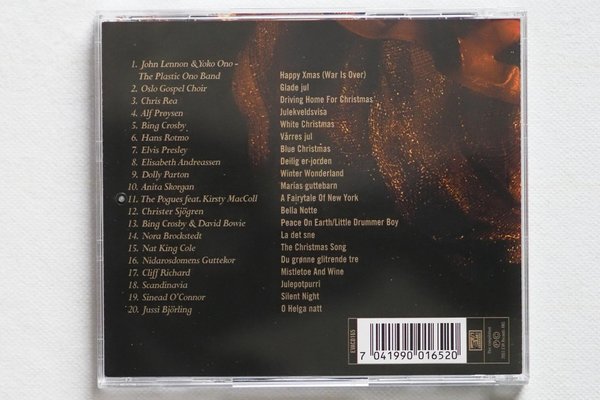 1. John Lennon & Yoko Ono –
The Plastic Ono Band Happy Xmas (War Is Over)
2. Oslo Gospel Choir Glade jul
3. Chris Rea Driving Home For Christmas
4. Alf Prøysen Julekveldsvisa
5. Bing Crosby White Christmas
6. Hans Rotmo Vårres jul
7. Elvis Presley Blue Christmas
8. Elisabeth Andreassen Deilig er jorden
9. Dolly Parton Winter Wonderland
10. Anita Skorgan Marias guttebarn
11. The Pogues feat. Kirsty MacColl A Fairytale Of New York
12. Christer Sjögren Bella Notte
13. Bing Crosby & David Bowie Peace On Earth/Little Drummer Boy
14. Nora Brockstedt La det sne
15. Nat King Cole The Christmas Song
16. Nidarosdomens Guttekor Du grønne glitrende tre
17. Cliff Richard Mistletoe And Wine
18. Scandinavia Julepotpurri
19. Sinead O'Connor Silent Night
20. Jussi Björling O Helga natt
7 041990 016520